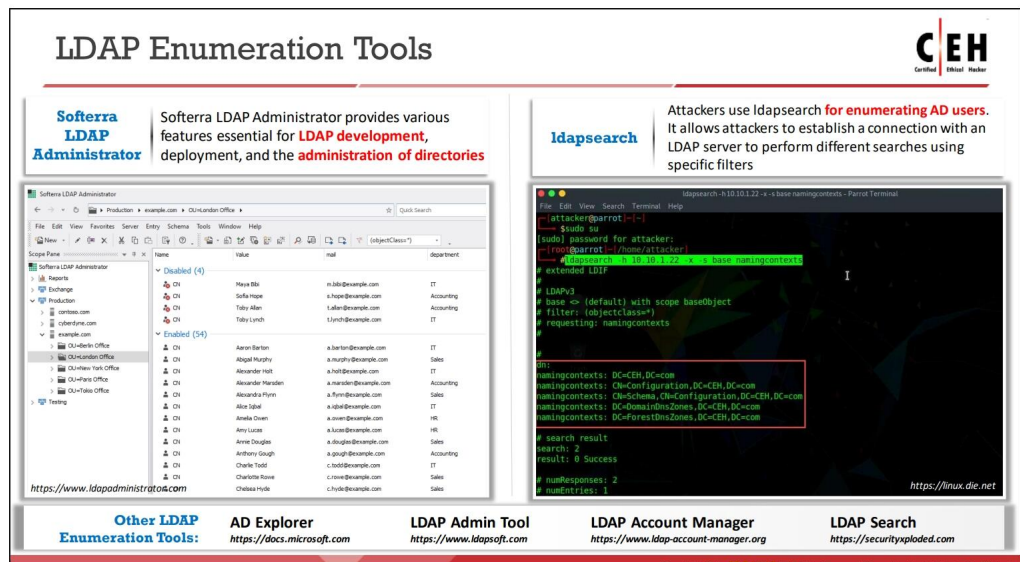 LDAP Enumeration Tools
C|EH
Certified Ethical Hacker
Softerra
LDAP
Administrator
Softerra LDAP Administrator provides various
features essential for LDAP development,
deployment, and the administration of directories
Softerra LDAP Administrator
Production
example.com
OU=London Office
Quick Search
File Edit View Favorites Server Entry Schema Tools Window Help
New
(objectClass=*)
Scope Pane
Name Value mail department
Softerra LDAP Administrator
Reports
Exchange
Production
contoso.com
cyberdyne.com
example.com
OU=Berlin Office
OU=London Office
OU=New York Office
OU=Paris Office
OU=Tokio Office
Testing
Disabled (4)
CN Maya Bibi m.bibi@example.com IT
CN Sofia Hope s.hope@example.com Accounting
CN Toby Allan t.allan@example.com Accounting
CN Toby Lynch t.lynch@example.com IT
Enabled (54)
CN Aaron Barton a.barton@example.com IT
CN Abigail Murphy a.murphy@example.com Sales
CN Alexander Holt a.holt@example.com Accounting
CN Alexander Marsden a.marsden@example.com Accounting
CN Alexandra Flynn a.flynn@example.com Sales
CN Alice Iqbal a.iqbal@example.com IT
CN Amelia Owen a.owen@example.com HR
CN Amy Lucas a.lucas@example.com HR
CN Annie Douglas a.douglas@example.com Sales
CN Anthony Gough a.gough@example.com Accounting
CN Charlie Todd c.todd@example.com IT
CN Charlotte Rowe c.rowe@example.com Sales
CN Chelsea Hyde c.hyde@example.com Sales
https://www.ldapadministrator.com
ldapsearch
Attackers use ldapsearch for enumerating AD users.
It allows attackers to establish a connection with an
LDAP server to perform different searches using
specific filters
ldapsearch -h 10.10.1.22 -x -s base namingcontexts - Parrot Terminal
File Edit View Search Terminal Help
[attacker@parrot]-[~]
$sudo su
[sudo] password for attacker:
[root@parrot]-[/home/attacker]
#ldapsearch -h 10.10.1.22 -x -s base namingcontexts
# extended LDIF
#
# LDAPv3
# base <> (default) with scope baseObject
# filter: (objectclass=*)
# requesting: namingcontexts
#
#
dn:
namingcontexts: DC=CEH,DC=com
namingcontexts: CN=Configuration,DC=CEH,DC=com
namingcontexts: CN=Schema,CN=Configuration,DC=CEH,DC=com
namingcontexts: DC=DomainDnsZones,DC=CEH,DC=com
namingcontexts: DC=ForestDnsZones,DC=CEH,DC=com
# search result
search: 2
result: 0 Success
# numResponses: 2
# numEntries: 1
https://linux.die.net
Other LDAP
Enumeration Tools:
AD Explorer
https://docs.microsoft.com
LDAP Admin Tool
https://www.ldapsoft.com
LDAP Account Manager
https://www.ldap-account-manager.org
LDAP Search
https://securityxploded.com